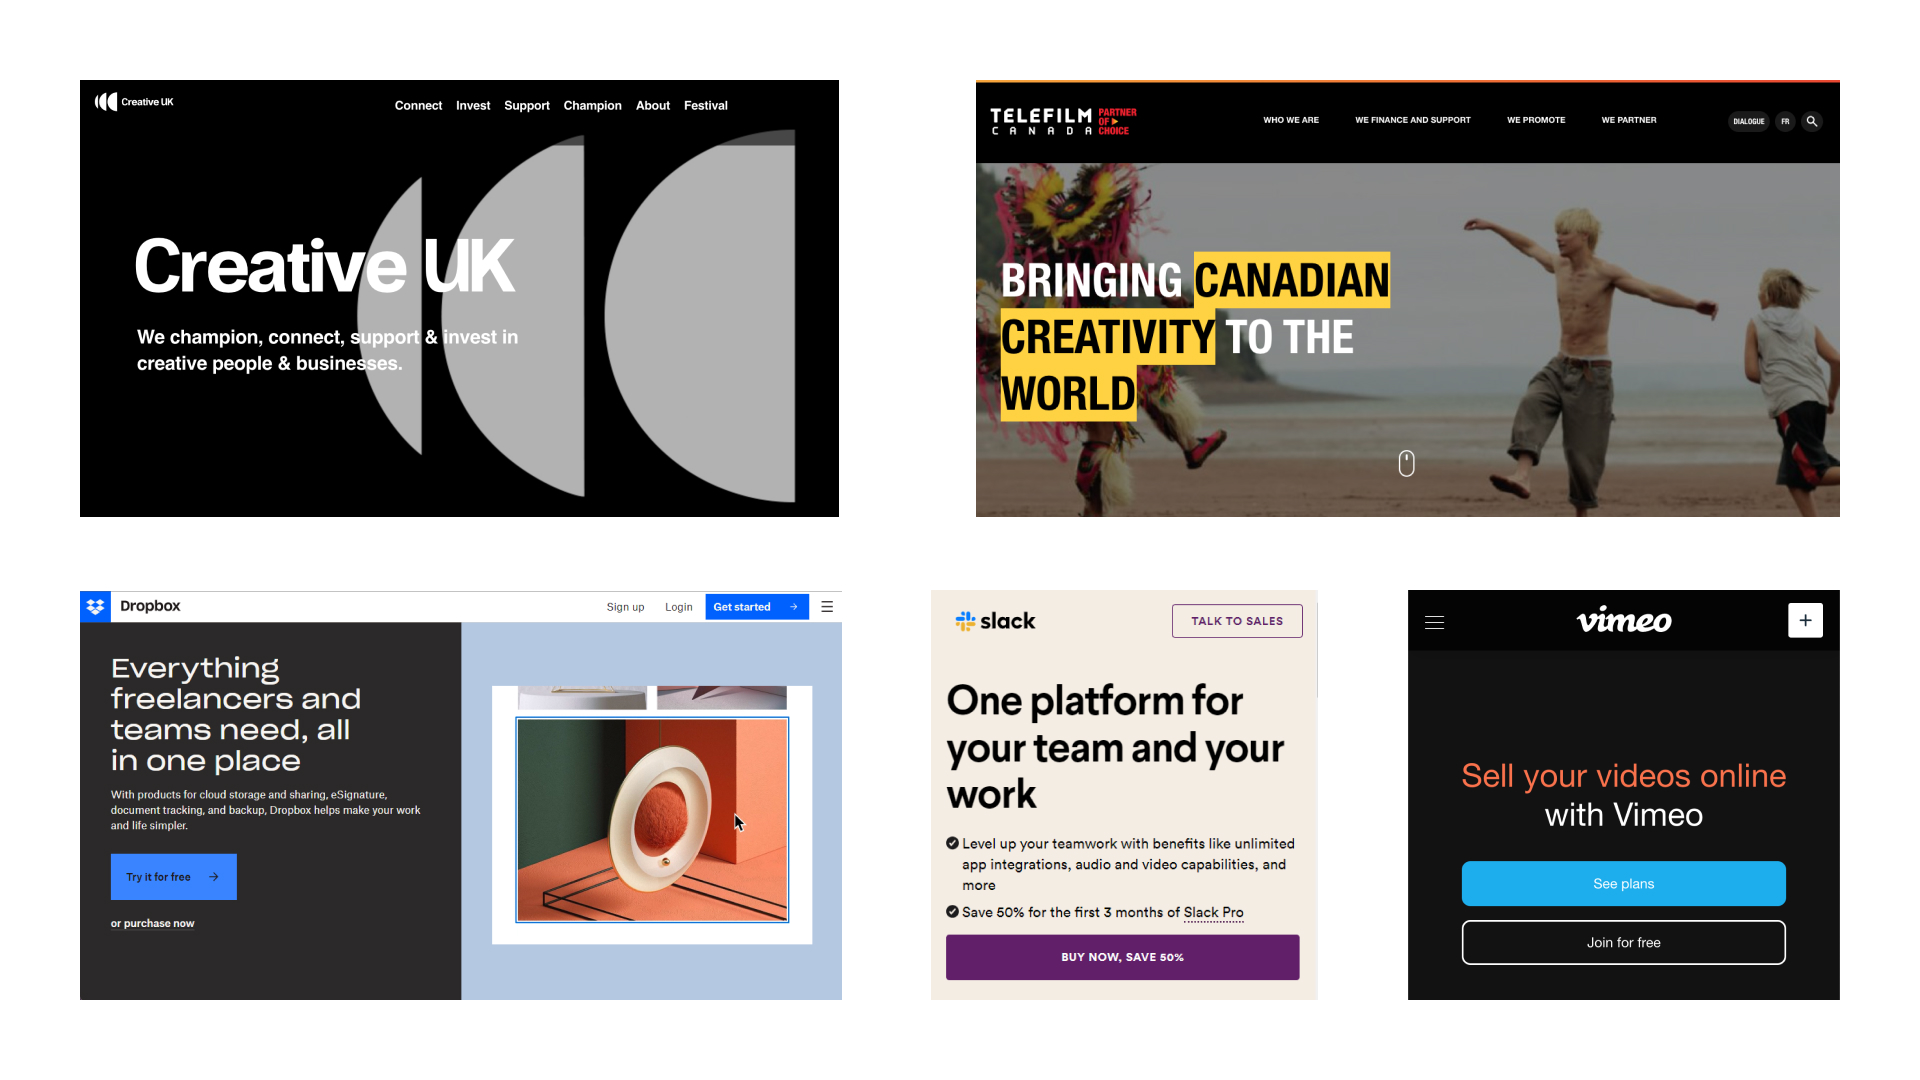 Creative UK
Connect Invest Support Champion About Festival
Creative UK
We champion, connect, support & invest in
creative people & businesses.
TELEFILM
CANADA
PARTNER
OF
CHOICE
WHO WE ARE WE FINANCE AND SUPPORT WE PROMOTE WE PARTNER
DIALOGUE FR
BRINGING CANADIAN
CREATIVITY TO THE
WORLD
Dropbox
Sign up Login Get started
Everything
freelancers and
teams need, all
in one place
With products for cloud storage and sharing, eSignature,
document tracking, and backup, Dropbox helps make your work
and life simpler.
Try it for free
or purchase now
slack
TALK TO SALES
One platform for
your team and your
work
Level up your teamwork with benefits like unlimited
app integrations, audio and video capabilities, and
more
Save 50% for the first 3 months of Slack Pro
BUY NOW, SAVE 50%
vimeo
Sell your videos online
with Vimeo
See plans
Join for free